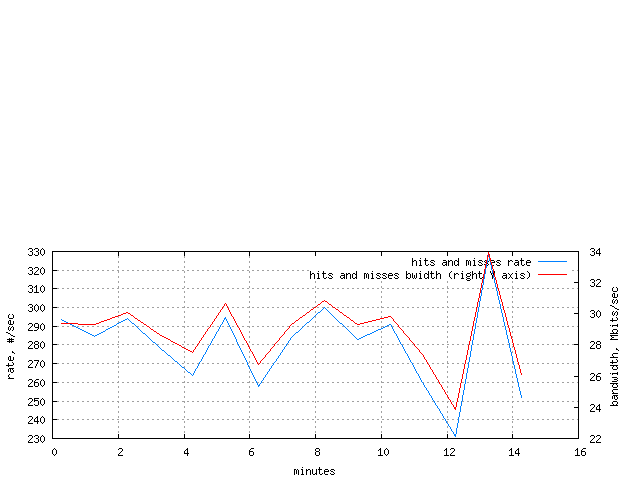 330 34
hits and misses rate
320 32
hits and misses bwidth (right Y axis)
310
300 30
290
280 28
270
260 26
250
240 24
230 22
rate, #/sec
bandwidth, Mbits/sec
0 2 4 6 8 10 12 14 16
minutes